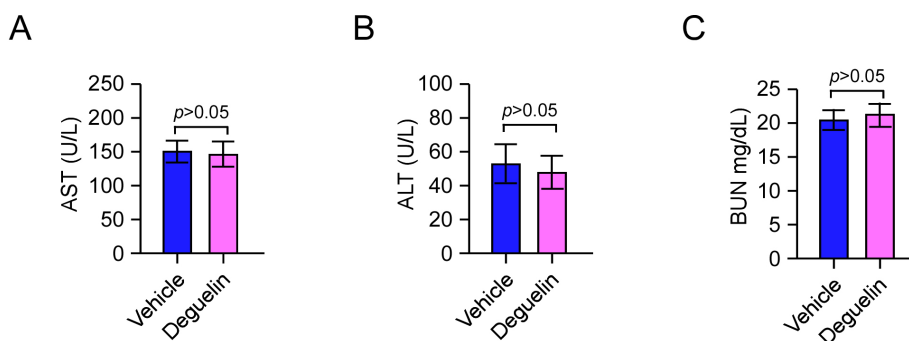 A
AST (U/L)
250
200
150
100
50
0
p>0.05
Vehicle
Deguelin
B
ALT (U/L)
100
80
60
40
20
0
p>0.05
Vehicle
Deguelin
C
BUN mg/dL)
25
20
15
10
5
0
p>0.05
Vehicle
Deguelin